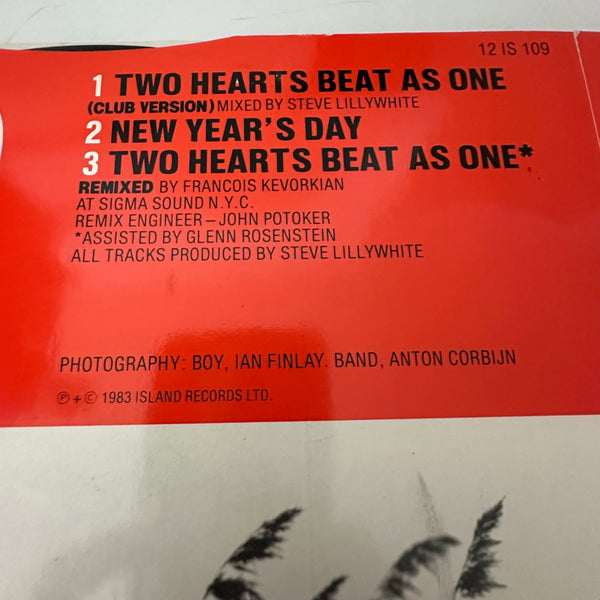 12 IS 109
1 TWO HEARTS BEAT AS ONE
(CLUB VERSION) MIXED BY STEVE LILLYWHITE
2 NEW YEAR'S DAY
3 TWO HEARTS BEAT AS ONE*
REMIXED BY FRANCOIS KEVORKIAN
AT SIGMA SOUND N.Y.C.
REMIX ENGINEER – JOHN POTOKER
*ASSISTED BY GLENN ROSENSTEIN
ALL TRACKS PRODUCED BY STEVE LILLYWHITE
PHOTOGRAPHY: BOY, IAN FINLAY. BAND, ANTON CORBIJN
℗ + © 1983 ISLAND RECORDS LTD.